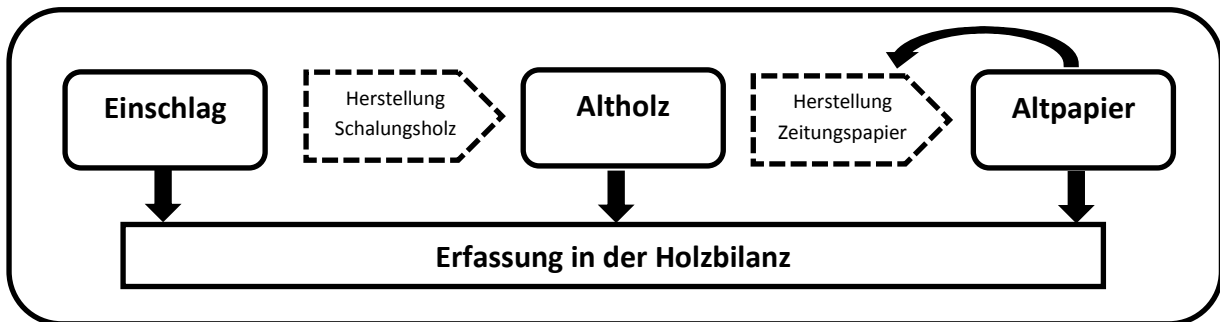 Einschlag
Herstellung
Schalungsholz
Altholz
Herstellung
Zeitungspapier
Altpapier
Erfassung in der Holzbilanz